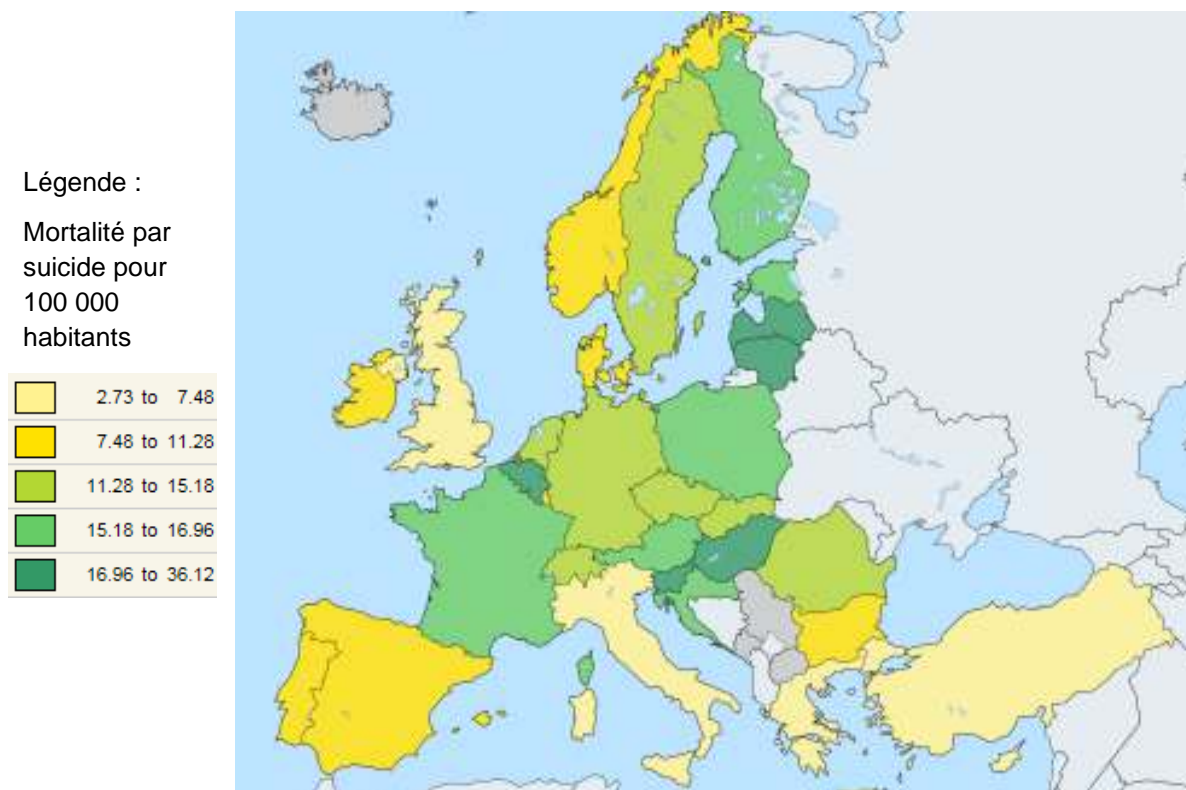 Légende :
Mortalité par
suicide pour
100 000
habitants
2.73 to 7.48
7.48 to 11.28
11.28 to 15.18
15.18 to 16.96
16.96 to 36.12